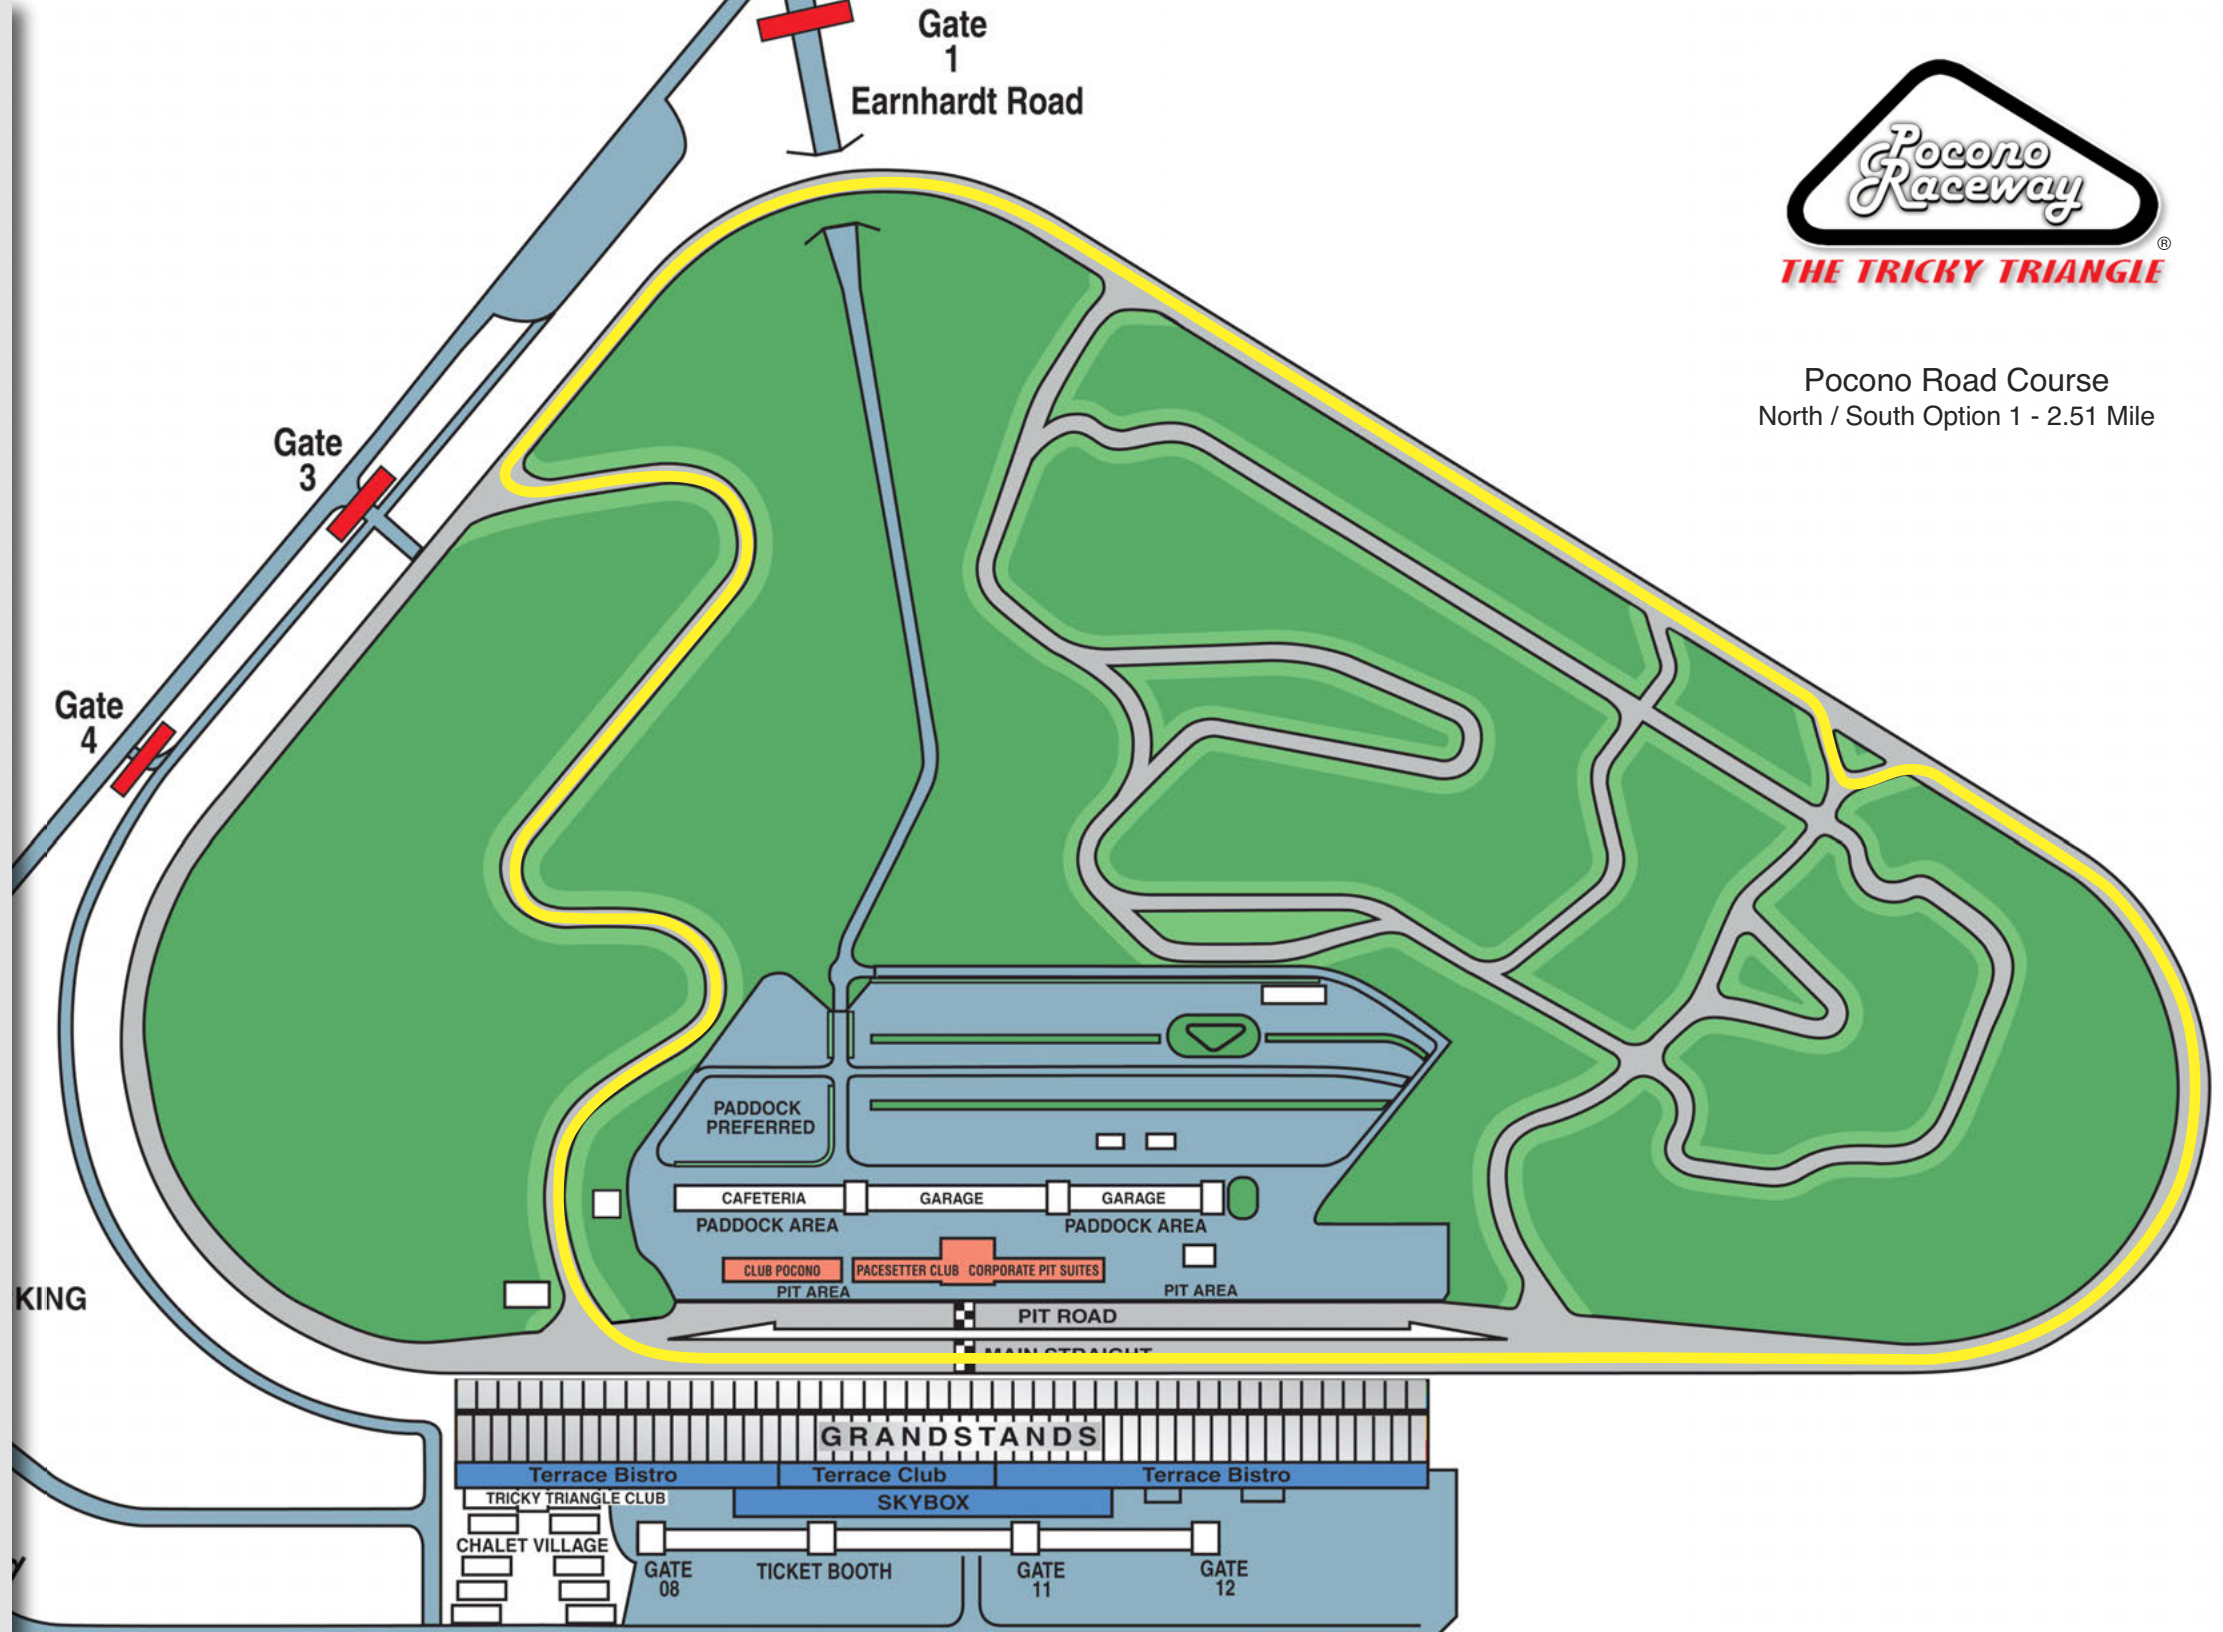 Gate
1
Earnhardt Road
Pocono
Raceway
®
THE TRICKY TRIANGLE
Pocono Road Course
North / South Option 1 - 2.51 Mile
Gate
3
Gate
4
PADDOCK
PREFERRED
CAFETERIA
GARAGE
GARAGE
PADDOCK AREA
PADDOCK AREA
CLUB POCONO
PACESETTER CLUB
CORPORATE PIT SUITES
PIT AREA
PIT AREA
KING
PIT ROAD
MAIN STRAIGHT
GRANDSTANDS
Terrace Bistro
Terrace Club
Terrace Bistro
TRICKY TRIANGLE CLUB
SKYBOX
CHALET VILLAGE
GATE
08
TICKET BOOTH
GATE
11
GATE
12